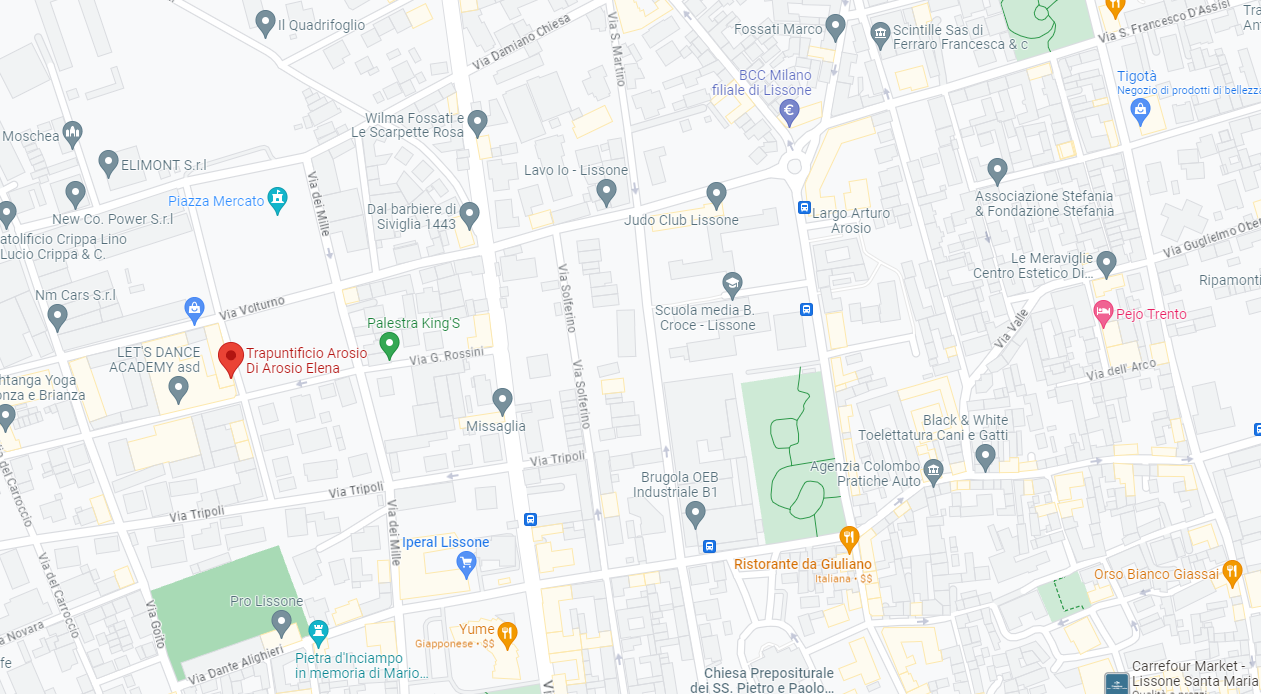 Il Quadrifoglio
Via Damiano Chiesa
Via S. Martino
Fossati Marco
Scintille Sas di
Ferraro Francesca & c
Via S. Francesco D'Assisi
BCC Milano
filiale di Lissone
€
Tigotà
Negozio di prodotti di bellezza
Wilma Fossati e
Le Scarpette Rosa
Moschea
ELIMONT S.r.l
Piazza Mercato
Via dei Mille
Lavo Io - Lissone
Dal barbiere di
Siviglia 1443
New Co. Power S.r.l
Judo Club Lissone
Largo Arturo
Arosio
Associazione Stefania
& Fondazione Stefania
atolificio Crippa Lino
Lucio Crippa & C.
Via Guglielmo Ober
Le Meraviglie
Centro Estetico Di...
Ripamonti
Nm Cars S.r.l
Via Volturno
Via Solferino
Scuola media B.
Croce - Lissone
Via Valle
Pejo Trento
Palestra King'S
Via G. Rossini
LET'S DANCE
ACADEMY asd
Trapuntificio Arosio
Di Arosio Elena
Via Solferino
Via dell'Arco
htanga Yoga
onza e Brianza
Missaglia
Black & White
Toelettatura Cani e Gatti
Via Tripoli
Agenzia Colombo
Pratiche Auto
Via del Carroccio
Via Tripoli
Via Tripoli
Brugola OEB
Industriale B1
Via dei Mille
Iperal Lissone
Ristorante da Giuliano
Italiana • $$
Orso Bianco Giassai
Via del Carroccio
Via Goito
Pro Lissone
a Novara
Yume
Giapponese • $$
Via Dante Alighieri
Pietra d'Inciampo
in memoria di Mario...
Via
Chiesa Prepositurale
dei SS. Pietro e Paolo...
Carrefour Market -
Lissone Santa Maria